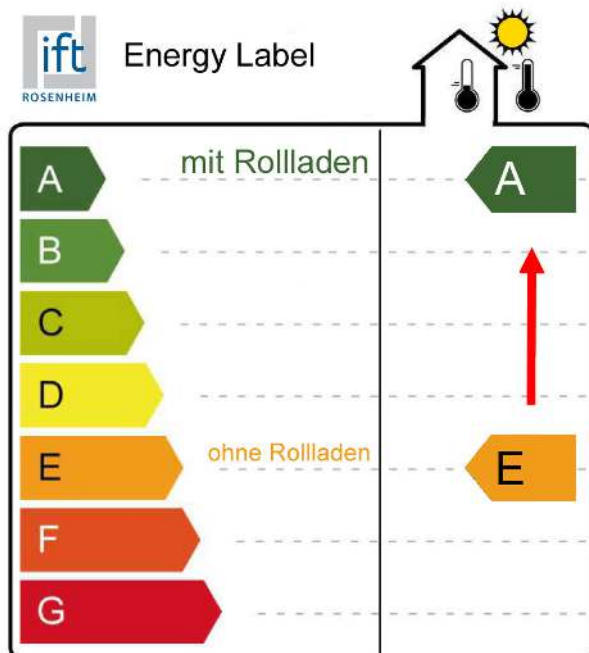 ift
ROSENHEIM
Energy Label
A mit Rollladen A
B
C
D
E ohne Rollladen E
F
G